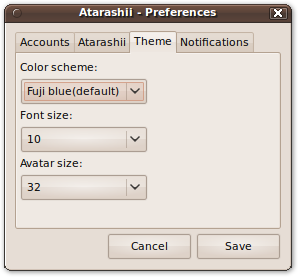 Atarashii - Preferences
Accounts Atarashii Theme Notifications
Color scheme:
Fuji blue(default)
Font size:
10
Avatar size:
32
Cancel Save